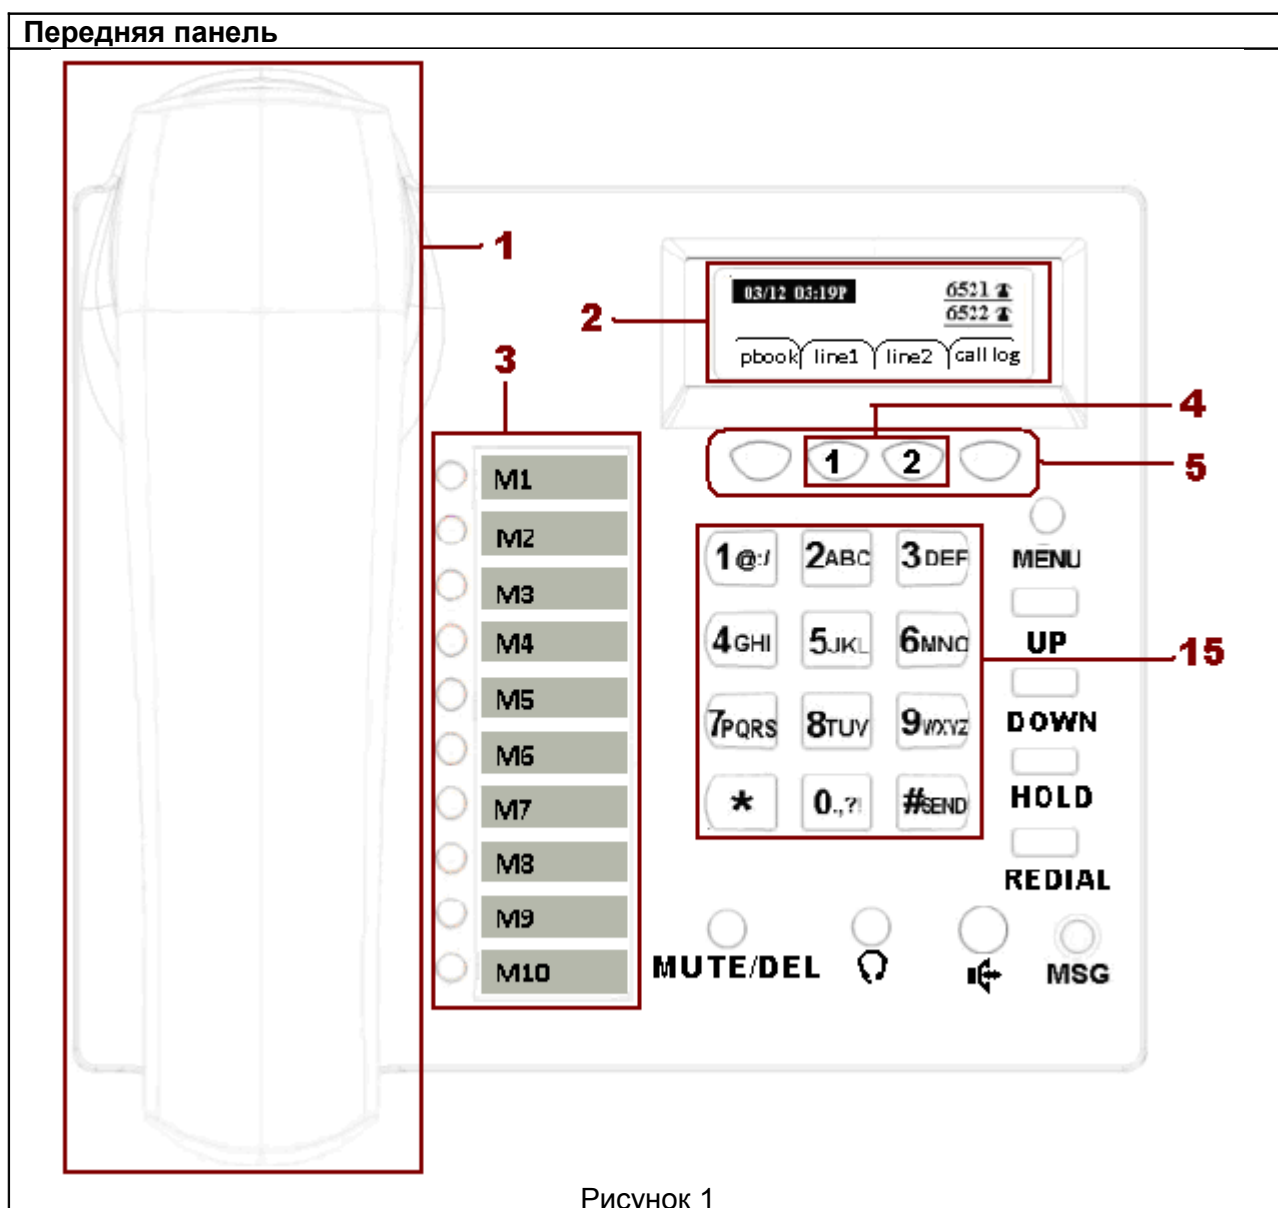 Передняя панель
1
03/12 03:19P
6521
6522
2
pbook line1 line2 call log
3
4
1 2
5
M1
M2
M3
M4
M5
M6
M7
M8
M9
M10
1@:/ 2ABC 3DEF
4GHI 5JKL 6MNO
7PQRS 8TUV 9WXYZ
* 0.,?! #SEND
15
MENU
UP
DOWN
HOLD
REDIAL
MUTE/DEL
MSG
Рисунок 1